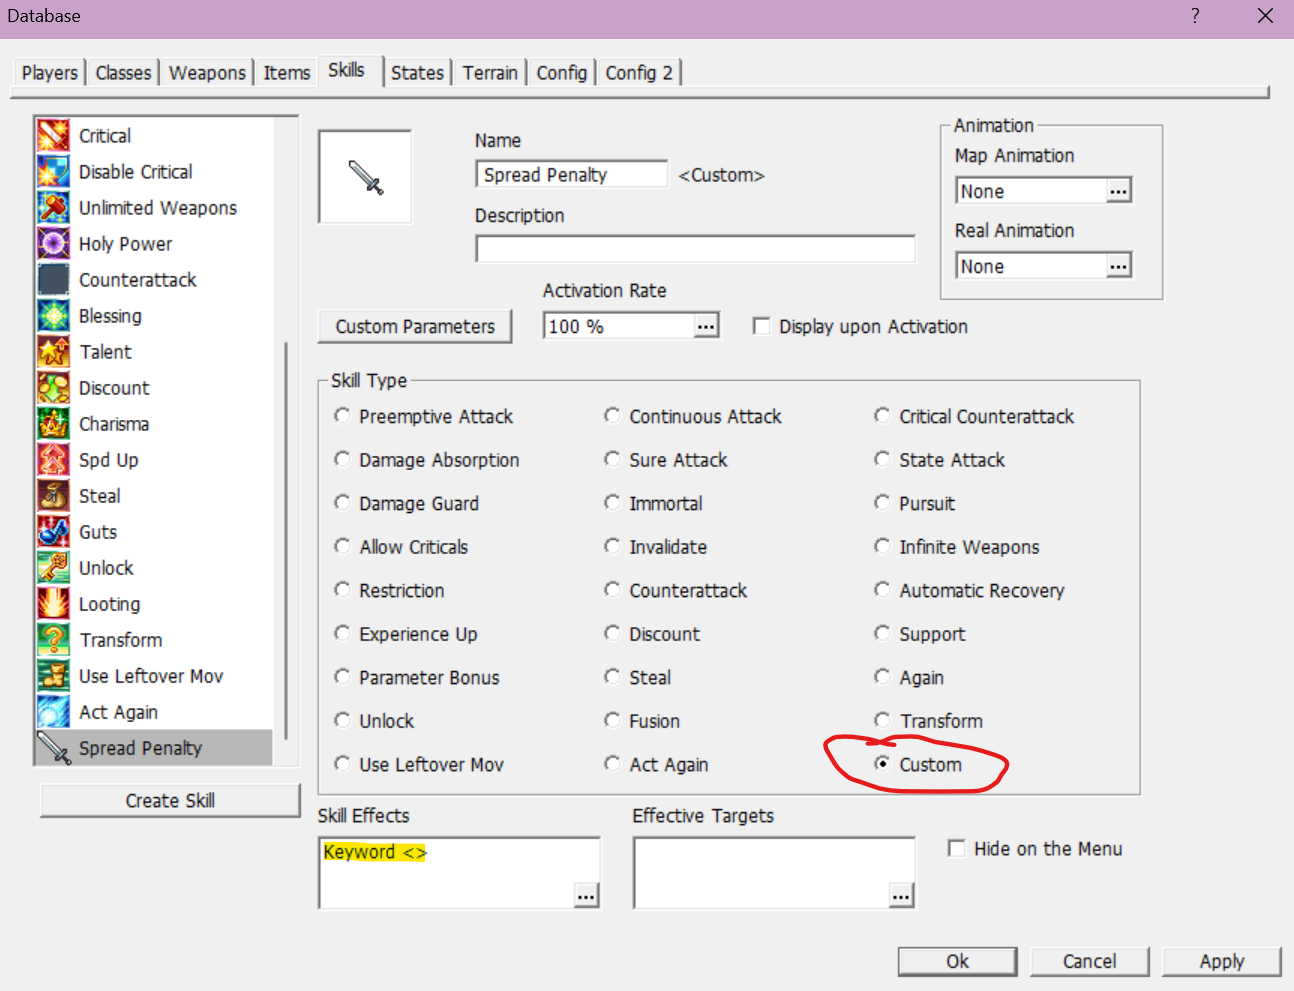 Database
?
Players Classes Weapons Items Skills States Terrain Config Config 2
Critical
Disable Critical
Unlimited Weapons
Holy Power
Counterattack
Blessing
Talent
Discount
Charisma
Spd Up
Steal
Guts
Unlock
Looting
Transform
Use Leftover Mov
Act Again
Spread Penalty
Create Skill
Name
Spread Penalty <Custom>
Description
Animation
Map Animation
None ...
Real Animation
None ...
Custom Parameters
Activation Rate
100 % ...
Display upon Activation
Skill Type
Preemptive Attack Continuous Attack Critical Counterattack
Damage Absorption Sure Attack State Attack
Damage Guard Immortal Pursuit
Allow Criticals Invalidate Infinite Weapons
Restriction Counterattack Automatic Recovery
Experience Up Discount Support
Parameter Bonus Steal Again
Unlock Fusion Transform
Use Leftover Mov Act Again Custom
Skill Effects
Keyword <>
...
Effective Targets
...
Hide on the Menu
Ok Cancel Apply